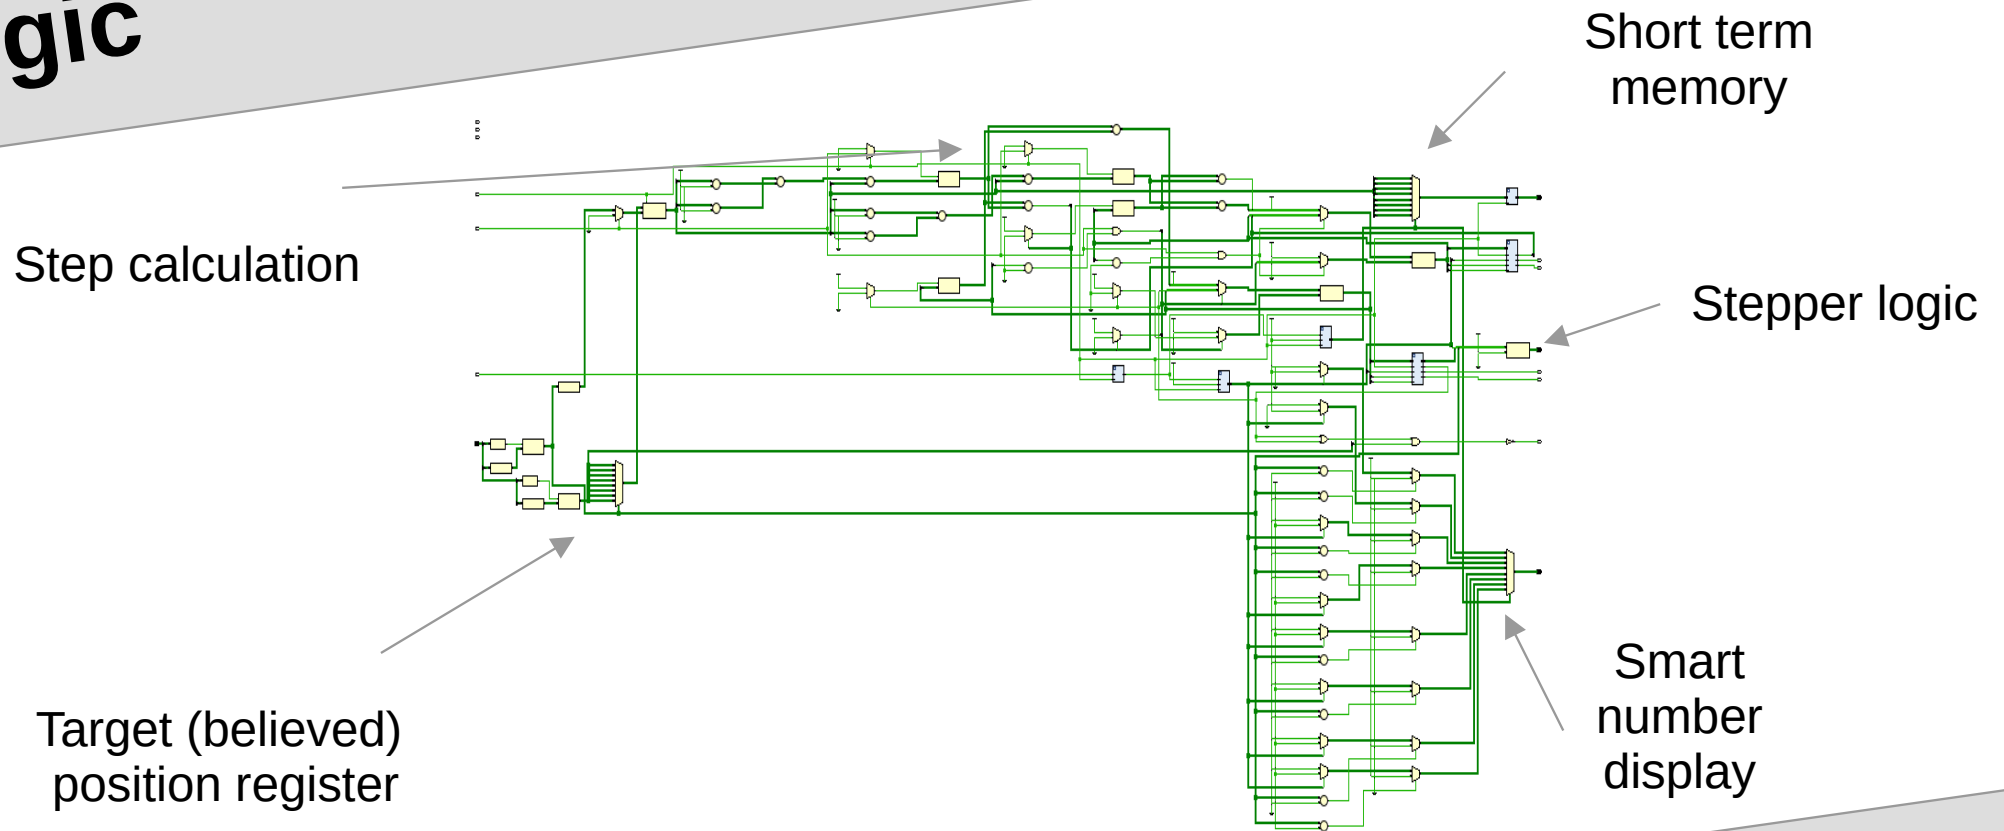 gic
Short term
memory
Step calculation
Stepper logic
Target (believed)
position register
Smart
number
display